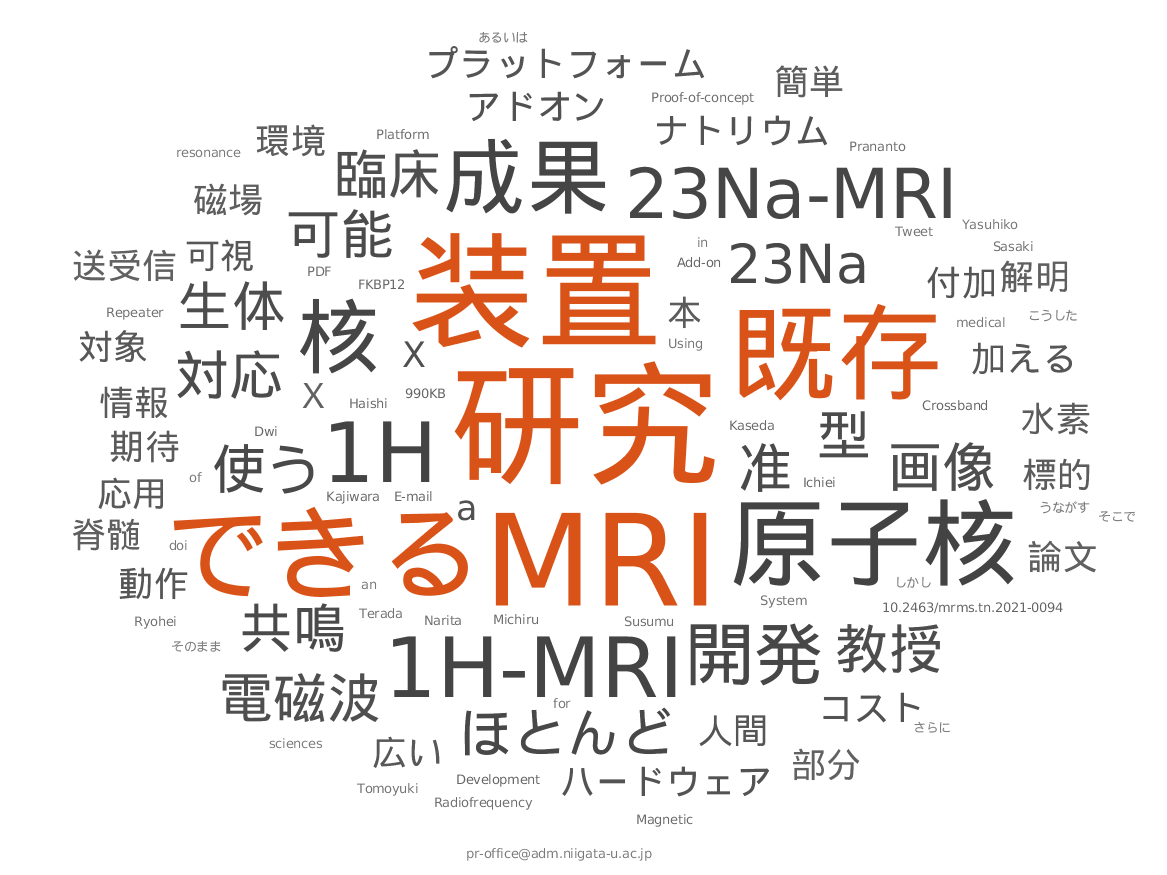 あるいは
プラットフォーム
簡単
アドオン
Proof-of-concept
ナトリウム
環境
Platform
Prananto
resonance
臨床
成果
23Na-MRI
磁場
可能
Tweet
Yasuhiko
in
Sasaki
送受信
可視
装置
Add-on
23Na
付加
解明
PDF
FKBP12
生体
Repeater
核
本
既存
medical
こうした
対象
X
Using
加える
対応
研究
情報
X
Haishi
990KB
Crossband
水素
期待
Dwi
1H
Kaseda
型
使う
准
画像
標的
of
Ichiei
応用
Kajiwara
E-mail
a
うながす
そこで
脊髄
doi
できる
MRI
原子核
論文
動作
an
しかし
System
10.2463/mrms.tn.2021-0094
Ryohei
共鳴
Terada
Narita
Michiru
Susumu
そのまま
1H-MRI
開発
教授
電磁波
for
コスト
さらに
sciences
広い
ほとんど
人間
部分
Tomoyuki
Development
ハードウェア
Radiofrequency
Magnetic
pr-office@adm.niigata-u.ac.jp